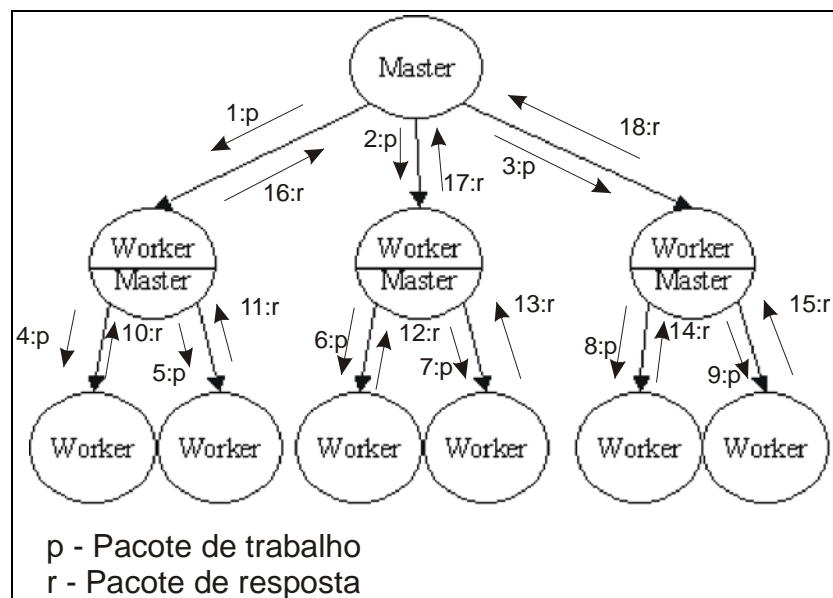 Master
1:p
2:p
18:r
3:p
16:r
17:r
Worker
Master
Worker
Master
Worker
Master
4:p
10:r
5:p
11:r
6:p
12:r
7:p
13:r
8:p
14:r
9:p
15:r
Worker
Worker
Worker
Worker
Worker
Worker
p - Pacote de trabalho
r - Pacote de resposta